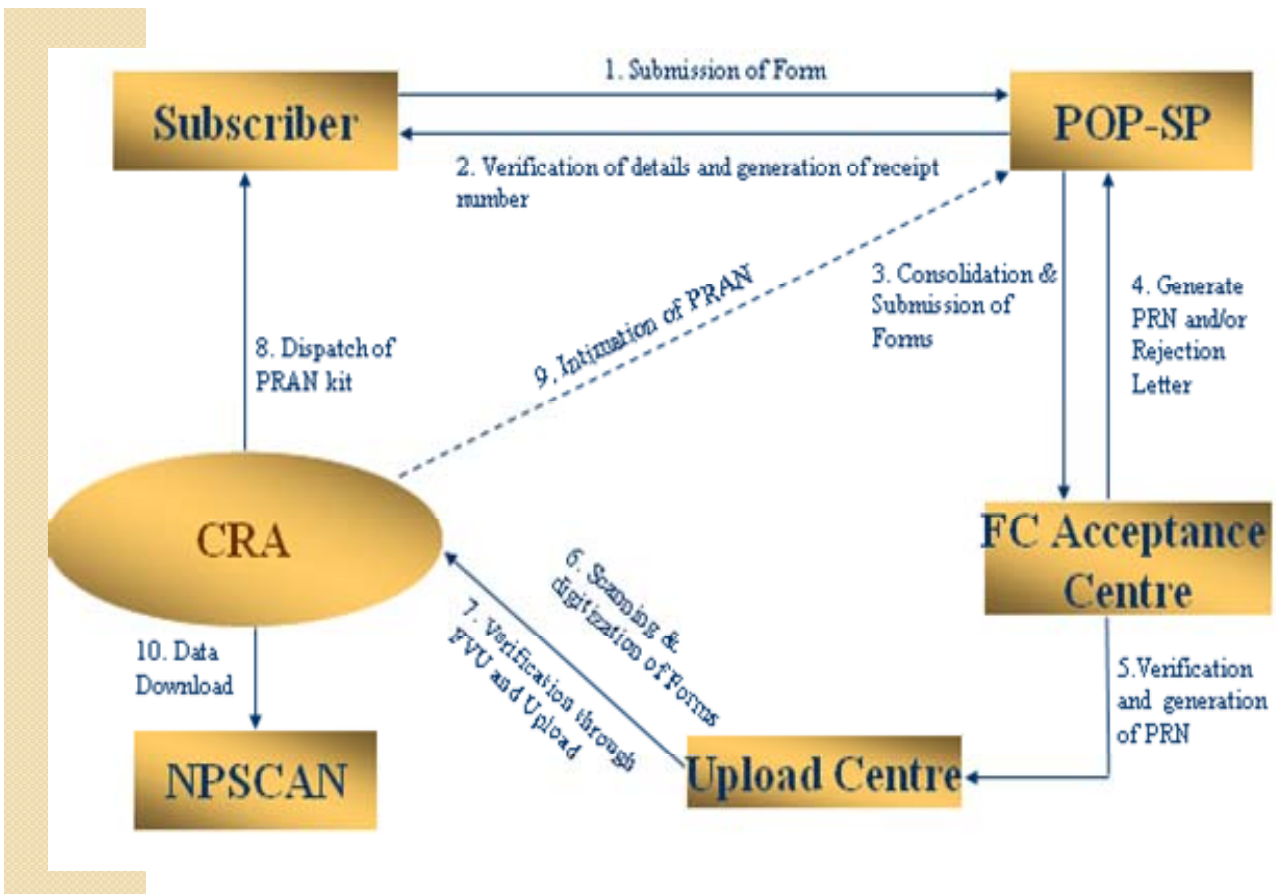 1. Submission of Form
Subscriber
POP-SP
2. Verification of details and generation of receipt
number
3. Consolidation &
Submission of
Forms
4. Generate
PRN and/or
Rejection
Letter
9. Intimation of PRAN
8. Dispatch of
PRAN kit
CRA
FC Acceptance
Centre
6. Scanning &
digitization of Forms
7. Verification through
FVU and Upload
10. Data
Download
5.Verification
and generation
of PRN
NPSCAN
Upload Centre